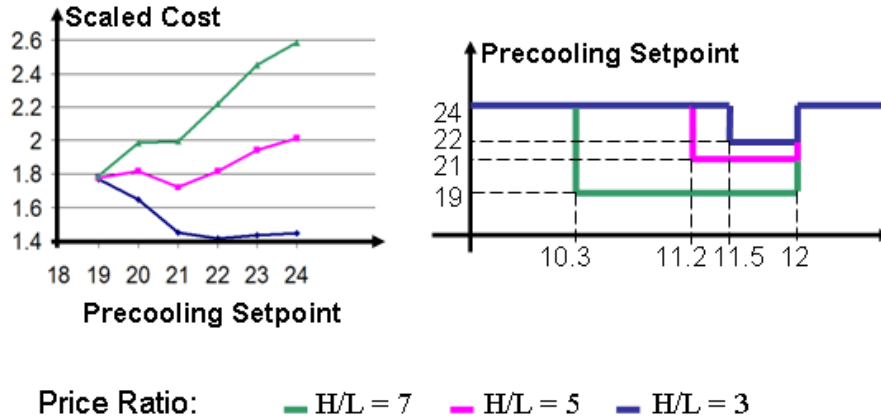 Scaled Cost
2.6
2.4
2.2
2
1.8
1.6
1.4
18 19 20 21 22 23 24
Precooling Setpoint
Precooling Setpoint
24
22
21
19
10.3 11.2 11.5 12
Price Ratio: H/L = 7 H/L = 5 H/L = 3